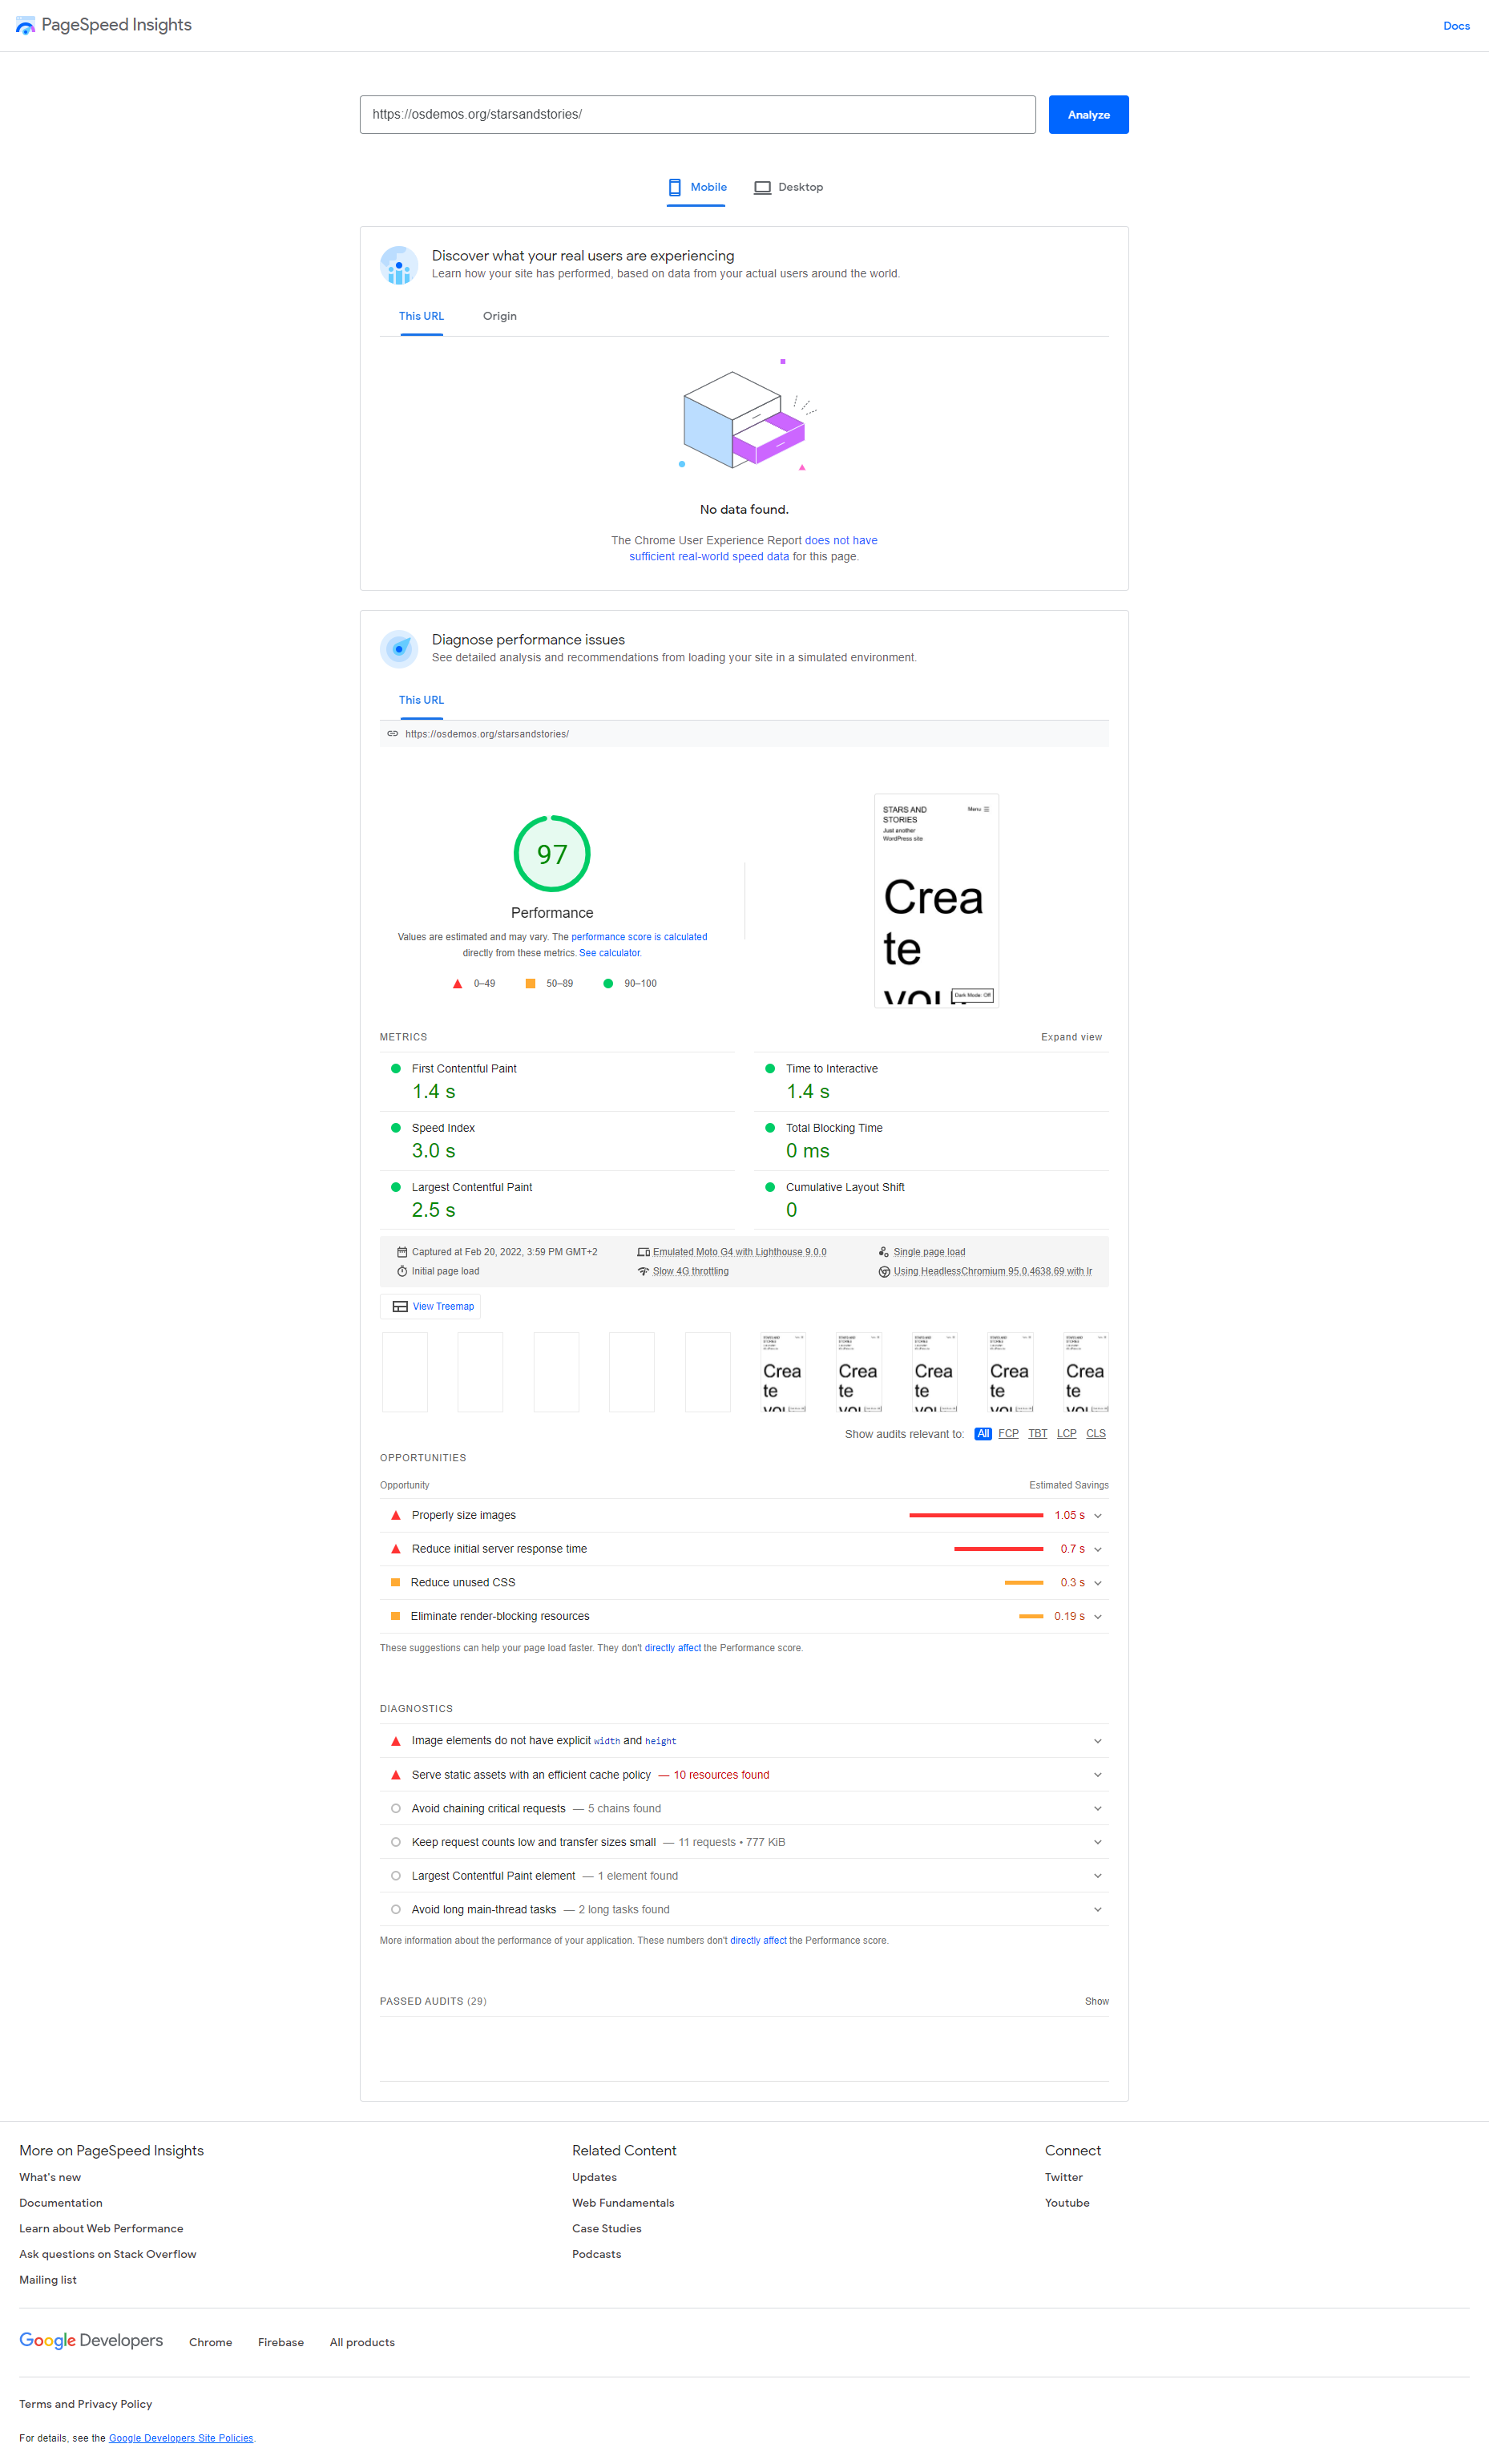 PageSpeed Insights
Docs
https://osdemos.org/starsandstories/
Analyze
Mobile
Desktop
Discover what your real users are experiencing
Learn how your site has performed, based on data from your actual users around the world.
This URL
Origin
No data found.
The Chrome User Experience Report does not have
sufficient real-world speed data for this page.
Diagnose performance issues
See detailed analysis and recommendations from loading your site in a simulated environment.
This URL
https://osdemos.org/starsandstories/
97
Performance
Values are estimated and may vary. The performance score is calculated
directly from these metrics. See calculator.
0–49
50–89
90–100
STARS AND
STORIES
Menu
Just another
WordPress site
Crea
te
your
Dark Mode: Off
METRICS
Expand view
First Contentful Paint
1.4 s
Time to Interactive
1.4 s
Speed Index
3.0 s
Total Blocking Time
0 ms
Largest Contentful Paint
2.5 s
Cumulative Layout Shift
0
Captured at Feb 20, 2022, 3:59 PM GMT+2
Emulated Moto G4 with Lighthouse 9.0.0
Single page load
Initial page load
Slow 4G throttling
Using HeadlessChromium 95.0.4638.69 with lr
View Treemap
Crea
te
Crea
te
Crea
te
Crea
te
Crea
te
Show audits relevant to: All FCP TBT LCP CLS
OPPORTUNITIES
Opportunity
Estimated Savings
Properly size images
1.05 s
Reduce initial server response time
0.7 s
Reduce unused CSS
0.3 s
Eliminate render-blocking resources
0.19 s
These suggestions can help your page load faster. They don't directly affect the Performance score.
DIAGNOSTICS
Image elements do not have explicit width and height
Serve static assets with an efficient cache policy — 10 resources found
Avoid chaining critical requests — 5 chains found
Keep request counts low and transfer sizes small — 11 requests • 777 KiB
Largest Contentful Paint element — 1 element found
Avoid long main-thread tasks — 2 long tasks found
More information about the performance of your application. These numbers don't directly affect the Performance score.
PASSED AUDITS (29)
Show
More on PageSpeed Insights
What's new
Documentation
Learn about Web Performance
Ask questions on Stack Overflow
Mailing list
Related Content
Updates
Web Fundamentals
Case Studies
Podcasts
Connect
Twitter
Youtube
Google Developers
Chrome
Firebase
All products
Terms and Privacy Policy
For details, see the Google Developers Site Policies.